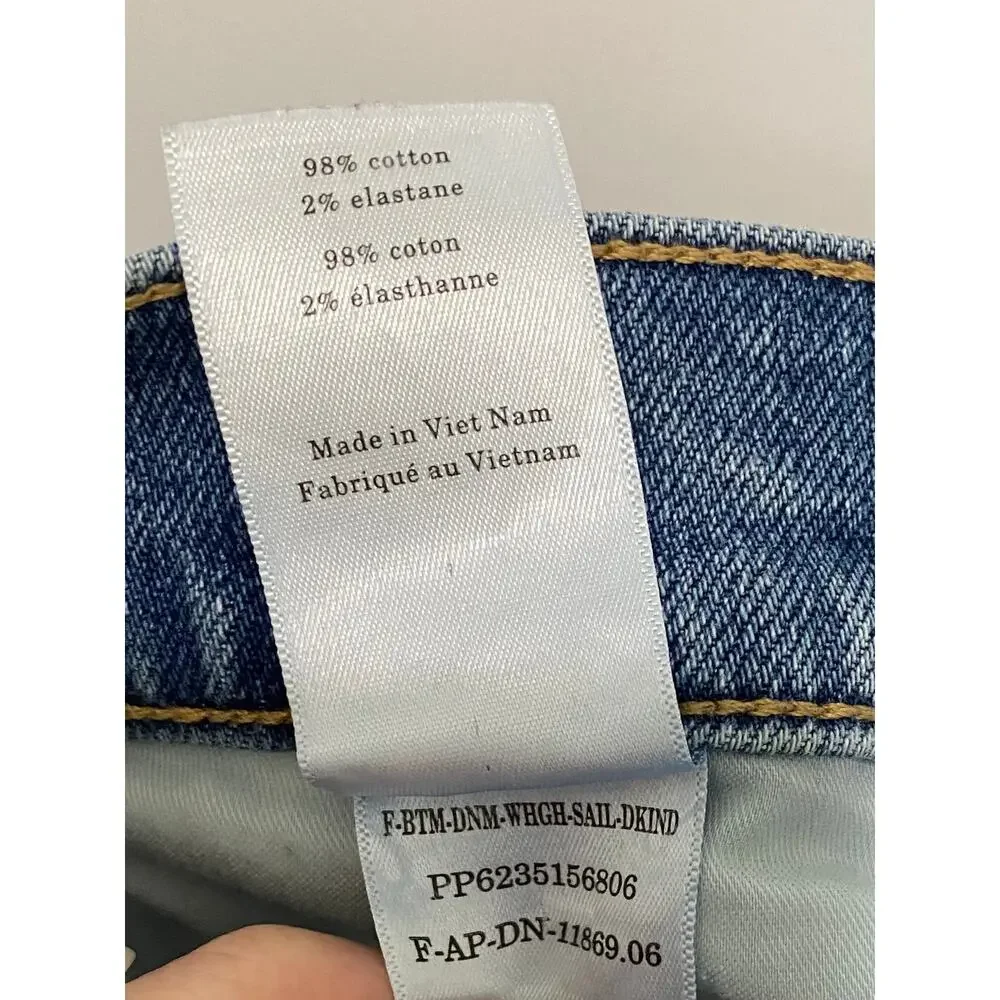 98% cotton
2% elastane
98% coton
2% élasthanne
Made in Viet Nam
Fabriqué au Vietnam
F-BTM-DNM-WHGH-SAIL-DKIND
PP6235156806
F-AP-DN-11869.06